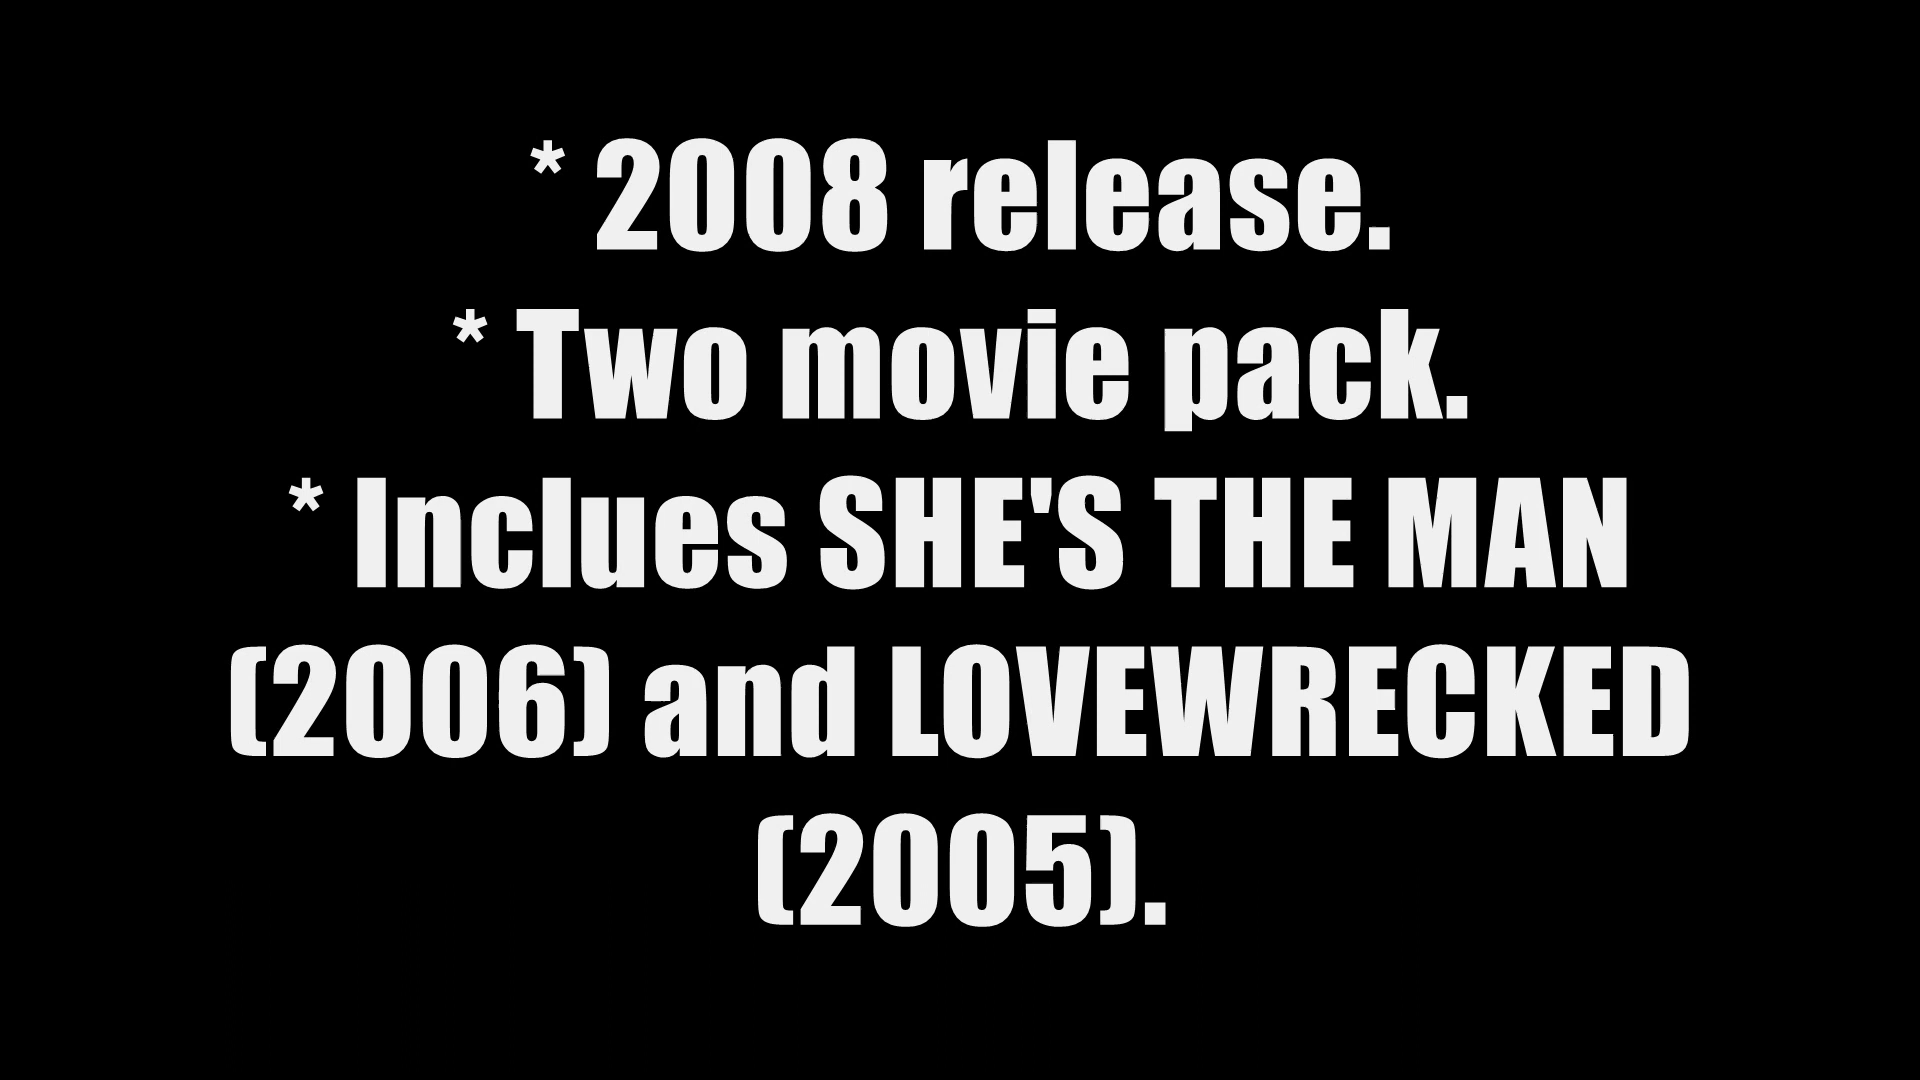 * 2008 release.
* Two movie pack.
* Inclues SHE'S THE MAN
(2006) and LOVEWRECKED
(2005).